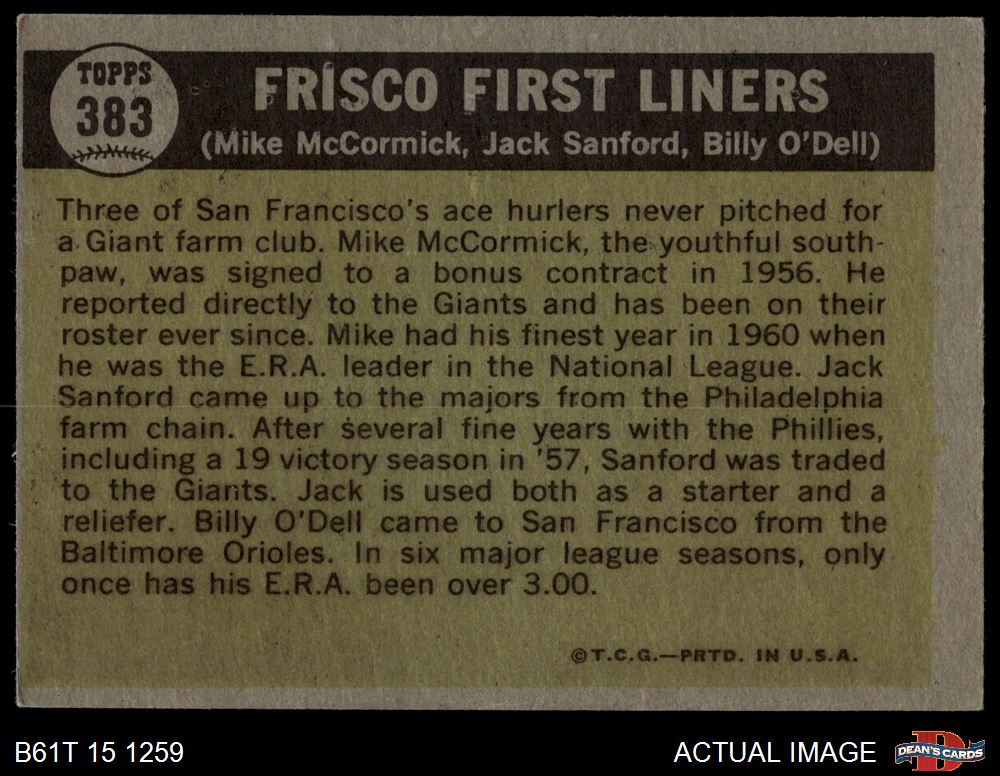 TOPPS
383
FRISCO FIRST LINERS
(Mike McCormick, Jack Sanford, Billy O'Dell)
Three of San Francisco's ace hurlers never pitched for
a Giant farm club. Mike McCormick, the youthful south-
paw, was signed to a bonus contract in 1956. He
reported directly to the Giants and has been on their
roster ever since. Mike had his finest year in 1960 when
he was the E.R.A. leader in the National League. Jack
Sanford came up to the majors from the Philadelphia
farm chain. After several fine years with the Phillies,
including a 19 victory season in '57, Sanford was traded
to the Giants. Jack is used both as a starter and a
reliefer. Billy O'Dell came to San Francisco from the
Baltimore Orioles. In six major league seasons, only
once has his E.R.A. been over 3.00.
©T.C.G.—PRTD. IN U.S.A.
B61T 15 1259
ACTUAL IMAGE
DEAN'S CARDS